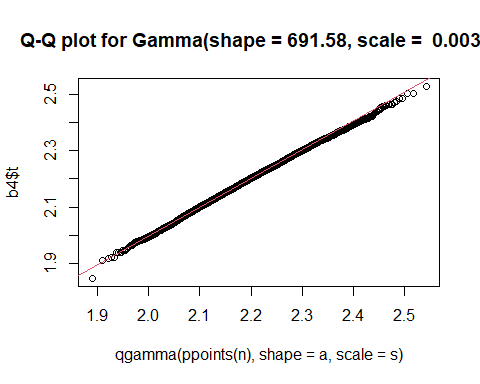 Q-Q plot for Gamma(shape = 691.58, scale =  0.003
2.5
2.3
2.1
1.9
b4$t
1.9 2.0 2.1 2.2 2.3 2.4 2.5
qgamma(ppoints(n), shape = a, scale = s)